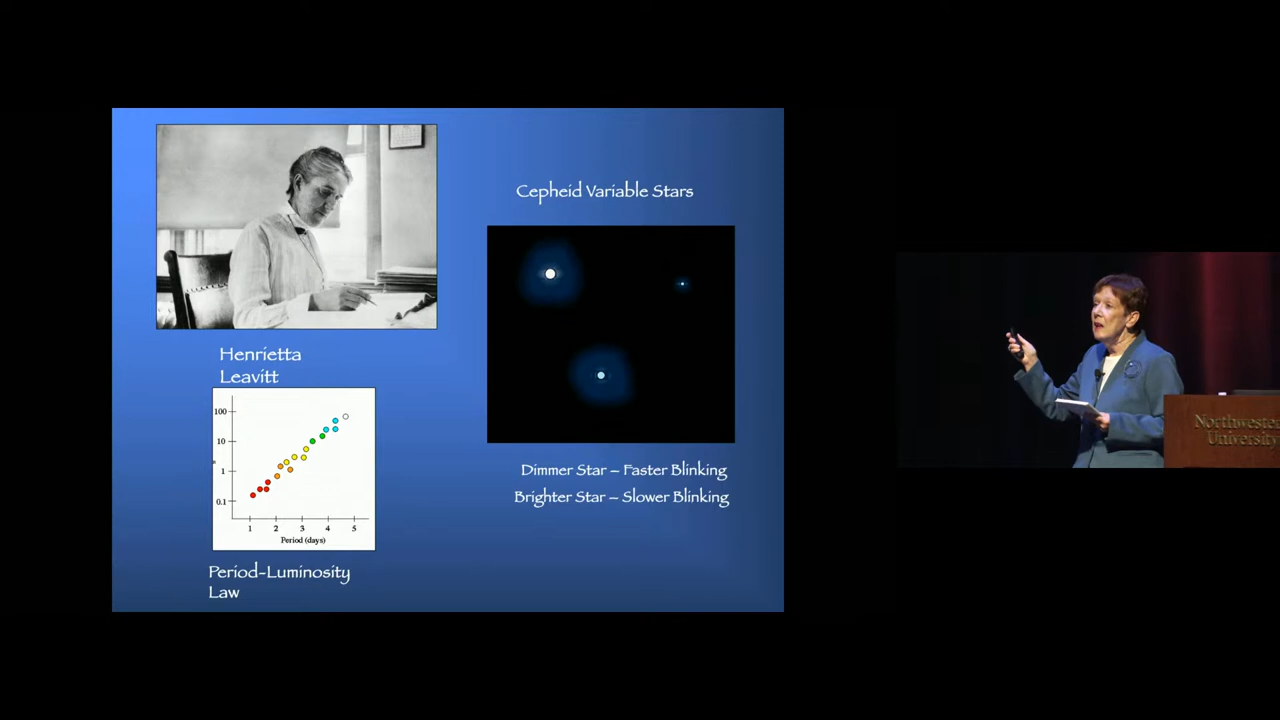 Henrietta
Leavitt
100
10
1
0.1
1
2
3
4
5
Period (days)
Period-Luminosity
Law
Cepheid Variable Stars
Dimmer Star – Faster Blinking
Brighter Star – Slower Blinking
Northwestern
University